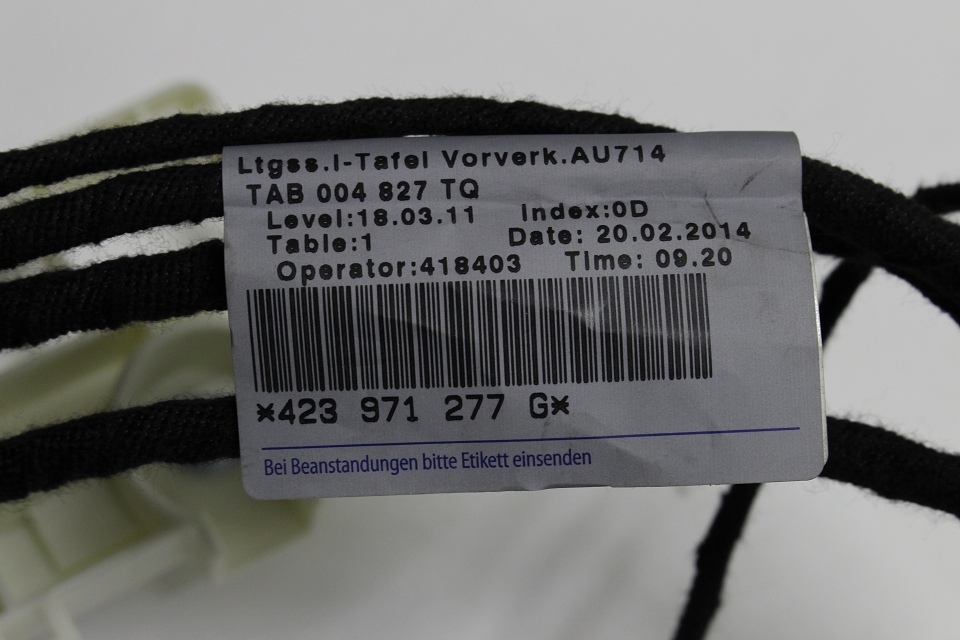 Ltgss.I-Tafel Vorverk.AU714
TAB 004 827 TQ
Level:18.03.11 Index:0D
Table:1 Date: 20.02.2014
Operator:418403 Time: 09.20
*423 971 277 G*
Bei Beanstandungen bitte Etikett einsenden